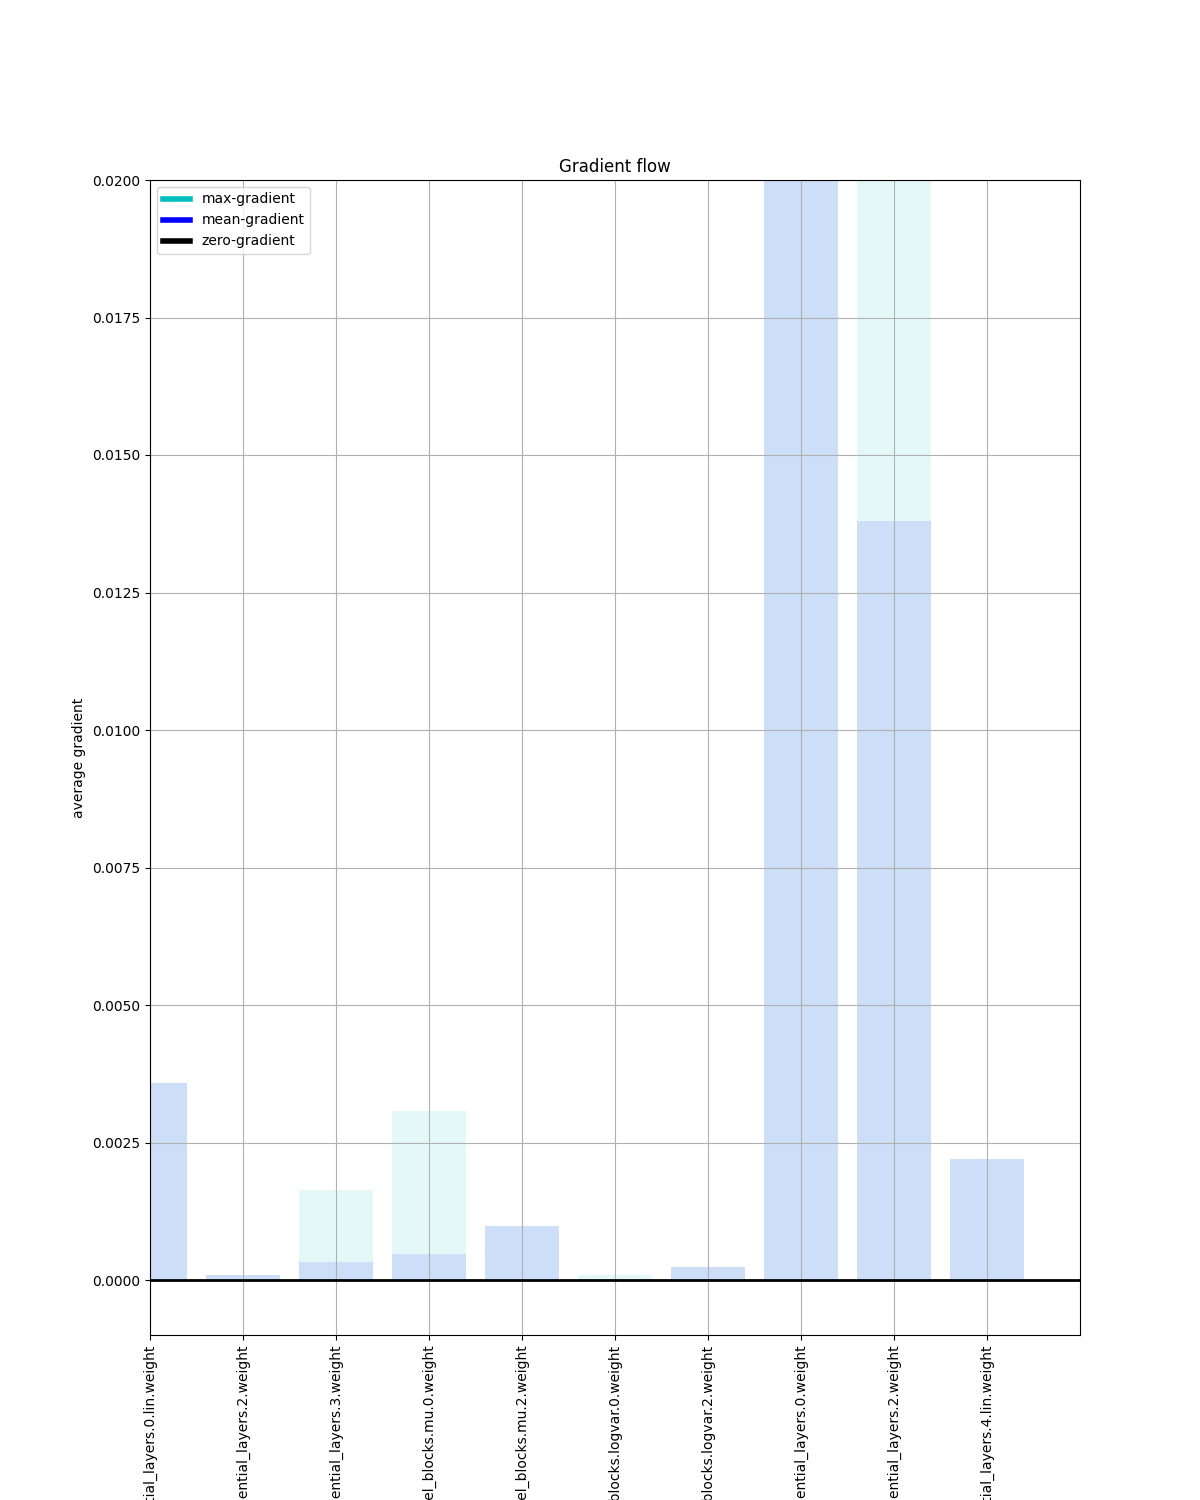 Gradient flow
max-gradient
mean-gradient
zero-gradient
0.0200
0.0175
0.0150
0.0125
0.0100
0.0075
0.0050
0.0025
0.0000
average gradient
tial_layers.0.lin.weight
ential_layers.2.weight
ential_layers.3.weight
el_blocks.mu.0.weight
el_blocks.mu.2.weight
blocks.logvar.0.weight
blocks.logvar.2.weight
ential_layers.0.weight
ential_layers.2.weight
tial_layers.4.lin.weight